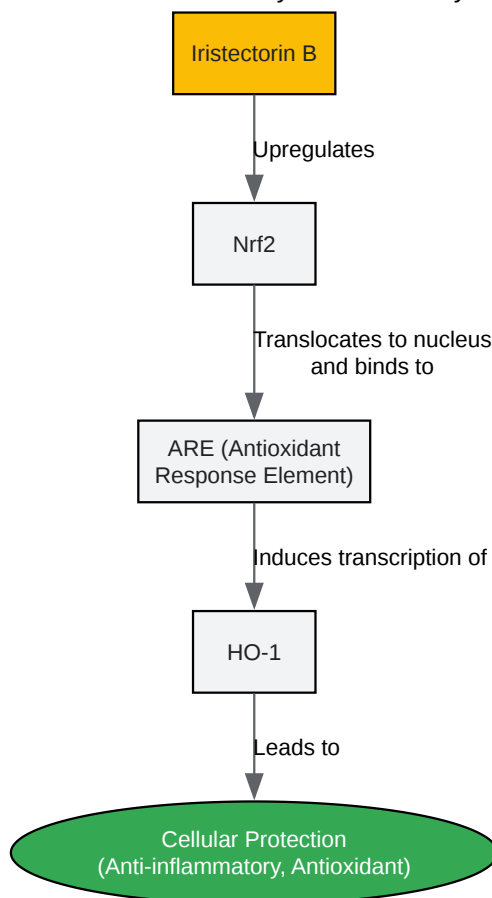 Iristectorin B
Upregulates
Nrf2
Translocates to nucleus
and binds to
ARE (Antioxidant
Response Element)
Induces transcription of
HO-1
Leads to
Cellular Protection
(Anti-inflammatory, Antioxidant)